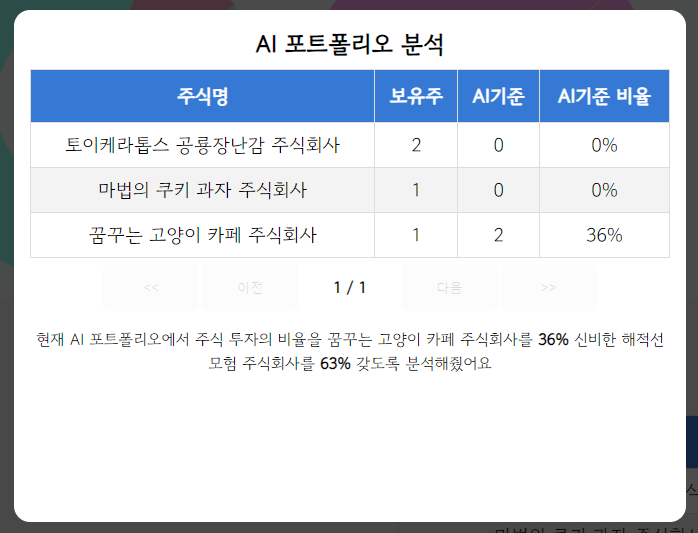 AI 포트폴리오 분석
주식명 보유주 AI기준 AI기준 비율
토이케라톱스 공룡장난감 주식회사 2 0 0%
마법의 쿠키 과자 주식회사 1 0 0%
꿈꾸는 고양이 카페 주식회사 1 2 36%
<< 이전 1 / 1 다음 >>
현재 AI 포트폴리오에서 주식 투자의 비율을 꿈꾸는 고양이 카페 주식회사를 36% 신비한 해적선
모험 주식회사를 63% 갖도록 분석해줬어요